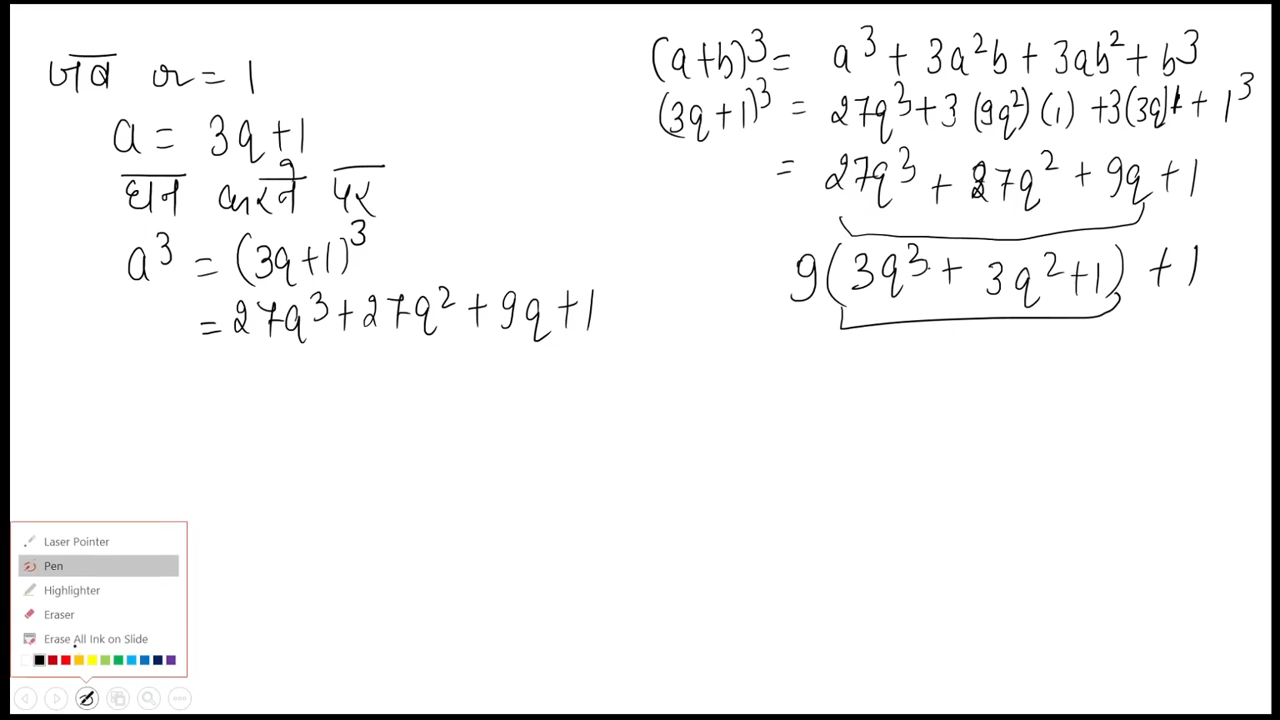 जब r = 1
a = 3q+1
घन करने पर
a³ = (3q+1)³
= 27q³+27q²+9q+1
(a+b)³ = a³ + 3a²b + 3ab² + b³
(3q+1)³ = 27q³+3 (9q²) (1) +3(3q)1 + 1³
= 27q³ + 27q² + 9q +1
9(3q³+ 3q²+1) +1
Laser Pointer
Pen
Highlighter
Eraser
Erase All Ink on Slide